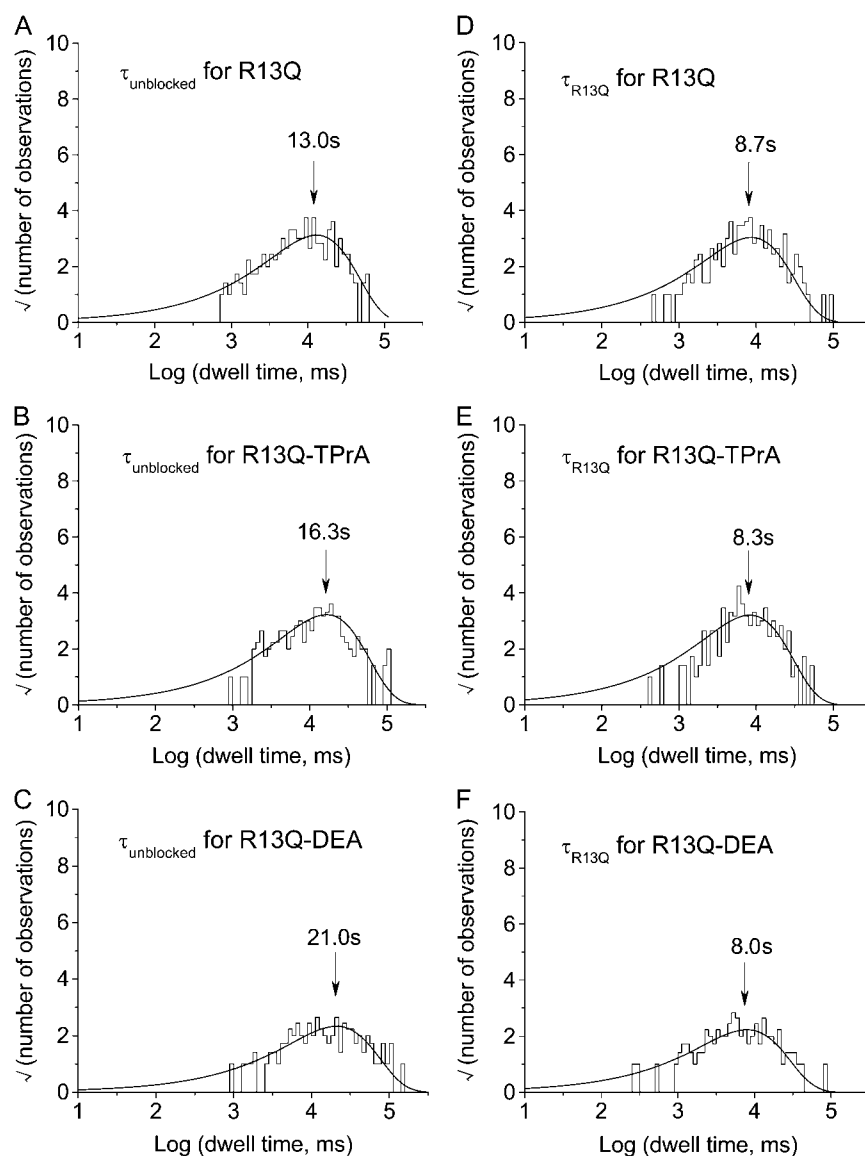 A
τunblocked for R13Q
13.0s
√ (number of observations)
10
8
6
4
2
0
1 2 3 4 5
Log (dwell time, ms)
D
τR13Q for R13Q
8.7s
√ (number of observations)
10
8
6
4
2
0
1 2 3 4 5
Log (dwell time, ms)
B
τunblocked for R13Q-TPrA
16.3s
√ (number of observations)
10
8
6
4
2
0
1 2 3 4 5
Log (dwell time, ms)
E
τR13Q for R13Q-TPrA
8.3s
√ (number of observations)
10
8
6
4
2
0
1 2 3 4 5
Log (dwell time, ms)
C
τunblocked for R13Q-DEA
21.0s
√ (number of observations)
10
8
6
4
2
0
1 2 3 4 5
Log (dwell time, ms)
F
τR13Q for R13Q-DEA
8.0s
√ (number of observations)
10
8
6
4
2
0
1 2 3 4 5
Log (dwell time, ms)